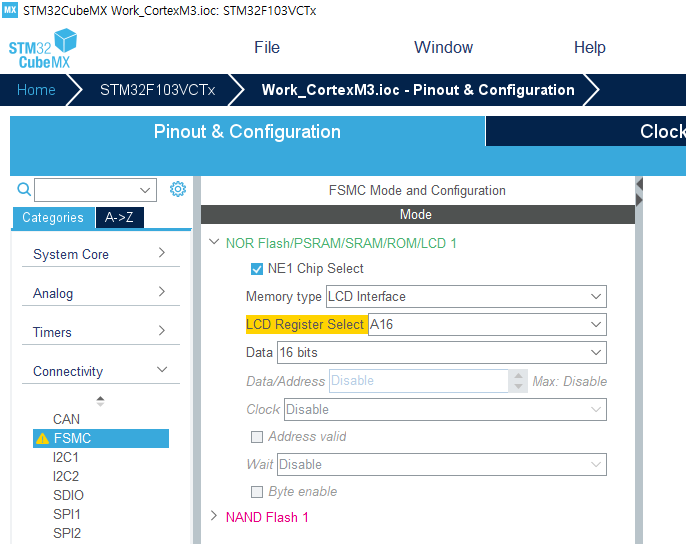 MX STM32CubeMX Work_CortexM3.ioc: STM32F103VCTx
STM32
CubeMX
File Window Help
Home STM32F103VCTx Work_CortexM3.ioc - Pinout & Configuration
Pinout & Configuration Clock
FSMC Mode and Configuration
Categories A->Z
Mode
System Core
Analog
Timers
Connectivity
CAN
FSMC
I2C1
I2C2
SDIO
SPI1
SPI2
NOR Flash/PSRAM/SRAM/ROM/LCD 1
NE1 Chip Select
Memory type LCD Interface
LCD Register Select A16
Data 16 bits
Data/Address Disable Max: Disable
Clock Disable
Address valid
Wait Disable
Byte enable
NAND Flash 1